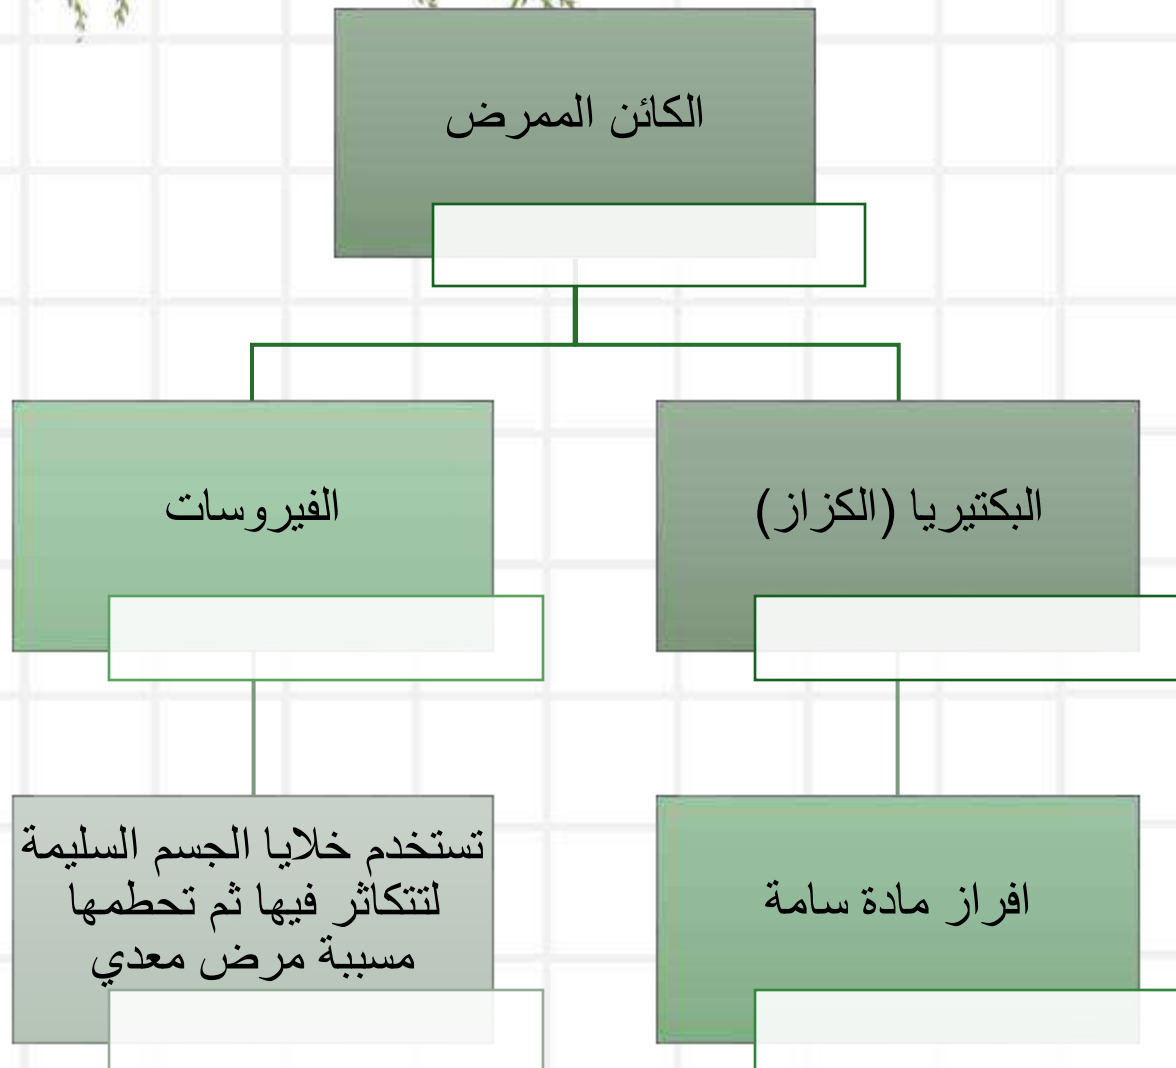 الكائن الممرض
البكتيريا (الكزاز)
الفيروسات
افراز مادة سامة
تستخدم خلايا الجسم السليمة
لتتكاثر فيها ثم تحطمها
مسببة مرض معدي